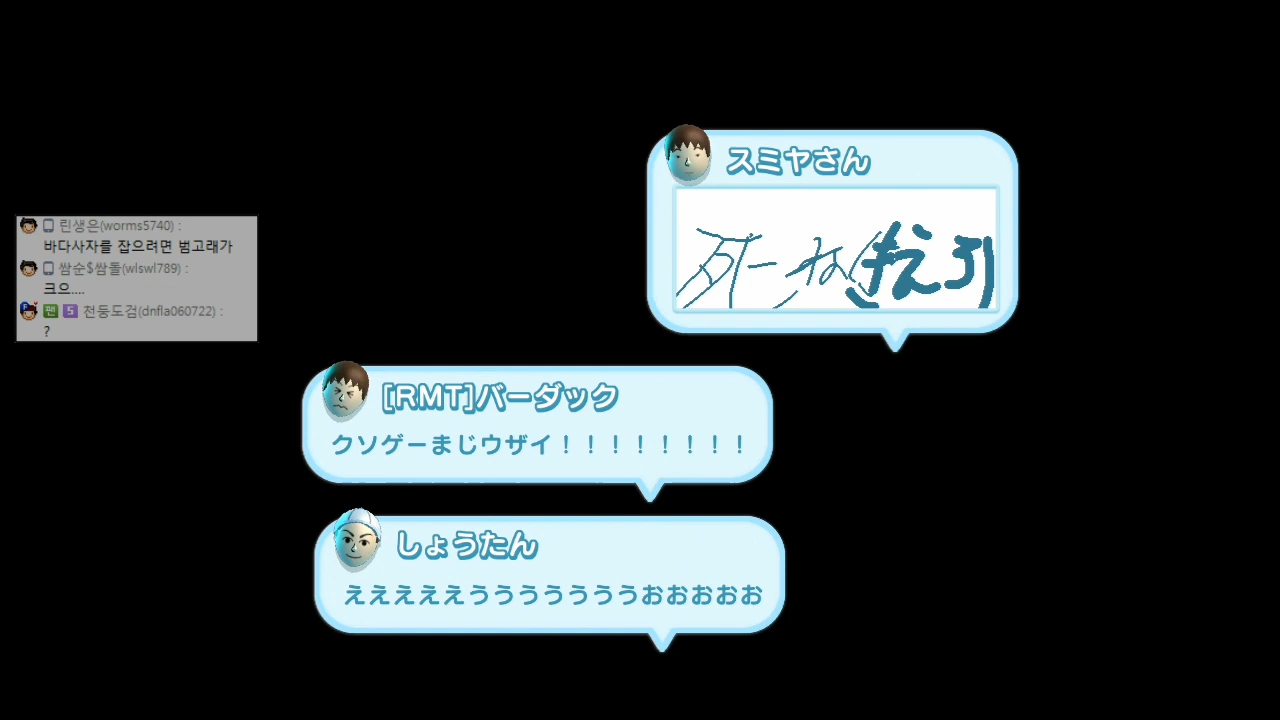 린생은(worms5740) :
바다사자를 잡으려면 범고래가
쌈순$쌈돌(wlswl789) :
크으....
팬 5 천둥도검(dnfla060722) :
?
スミヤさん
死ーね
[RMT]バーダック
クソゲーまじウザイ！！！！！！！！
しょうたん
えええええうううううううおおおおお